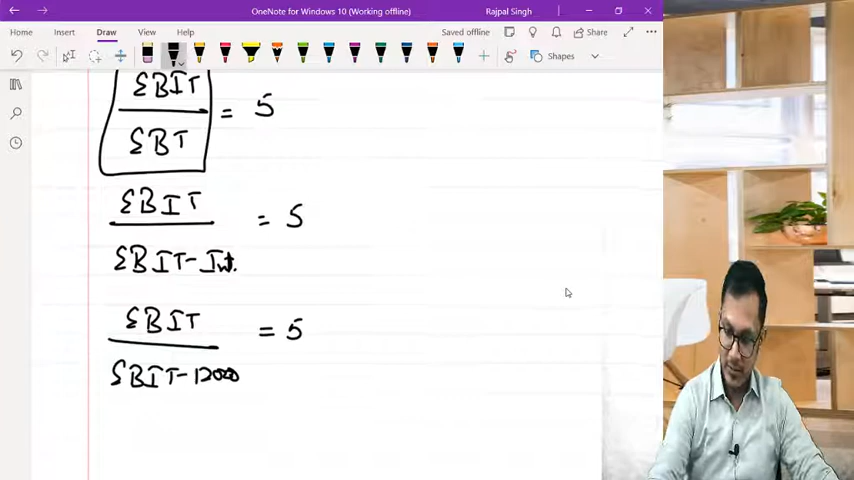 OneNote for Windows 10 (Working offline)
Rajpal Singh
Home Insert Draw View Help
Saved offline
Share
Shapes
EBIT
EBT
= 5
EBIT
= 5
EBIT-Int.
EBIT
= 5
EBIT-12000